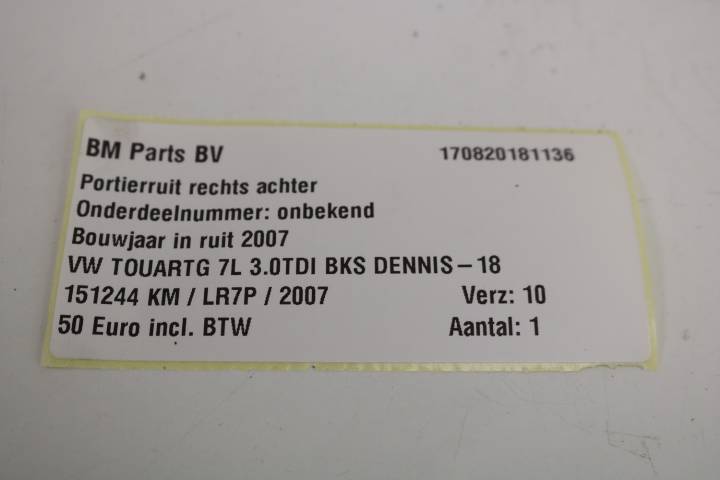 BM Parts BV 170820181136
Portierruit rechts achter
Onderdeelnummer: onbekend
Bouwjaar in ruit 2007
VW TOUARTG 7L 3.0TDI BKS DENNIS-18
151244 KM / LR7P / 2007 Verz: 10
50 Euro incl. BTW Aantal: 1